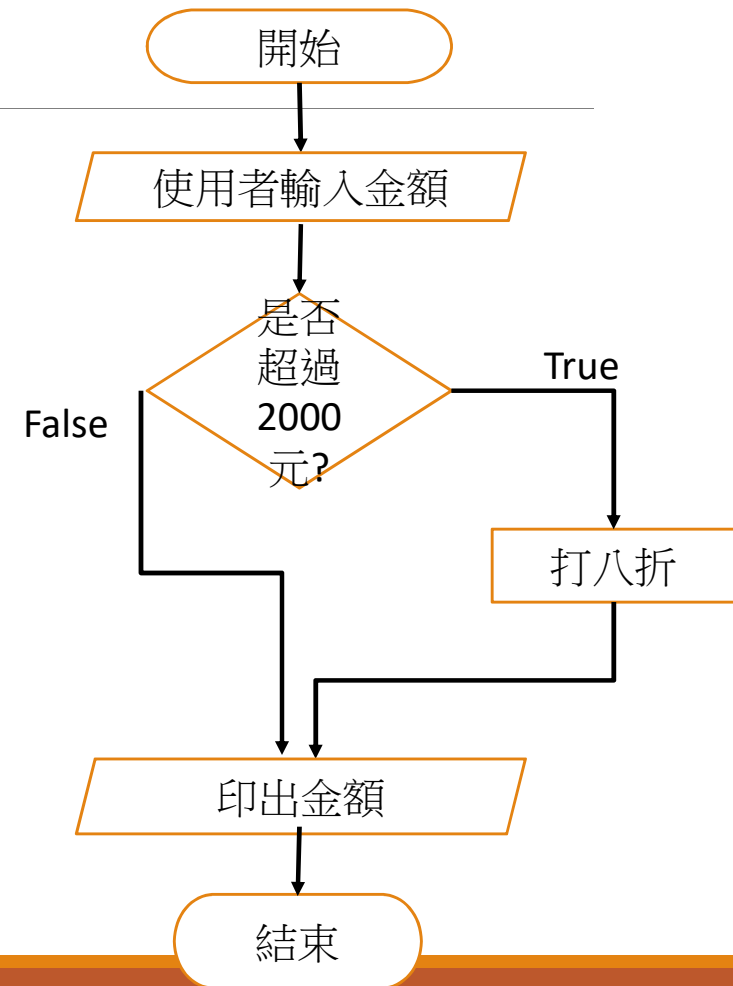 開始
使用者輸入金額
是否
超過
2000
元?
True
False
打八折
印出金額
結束